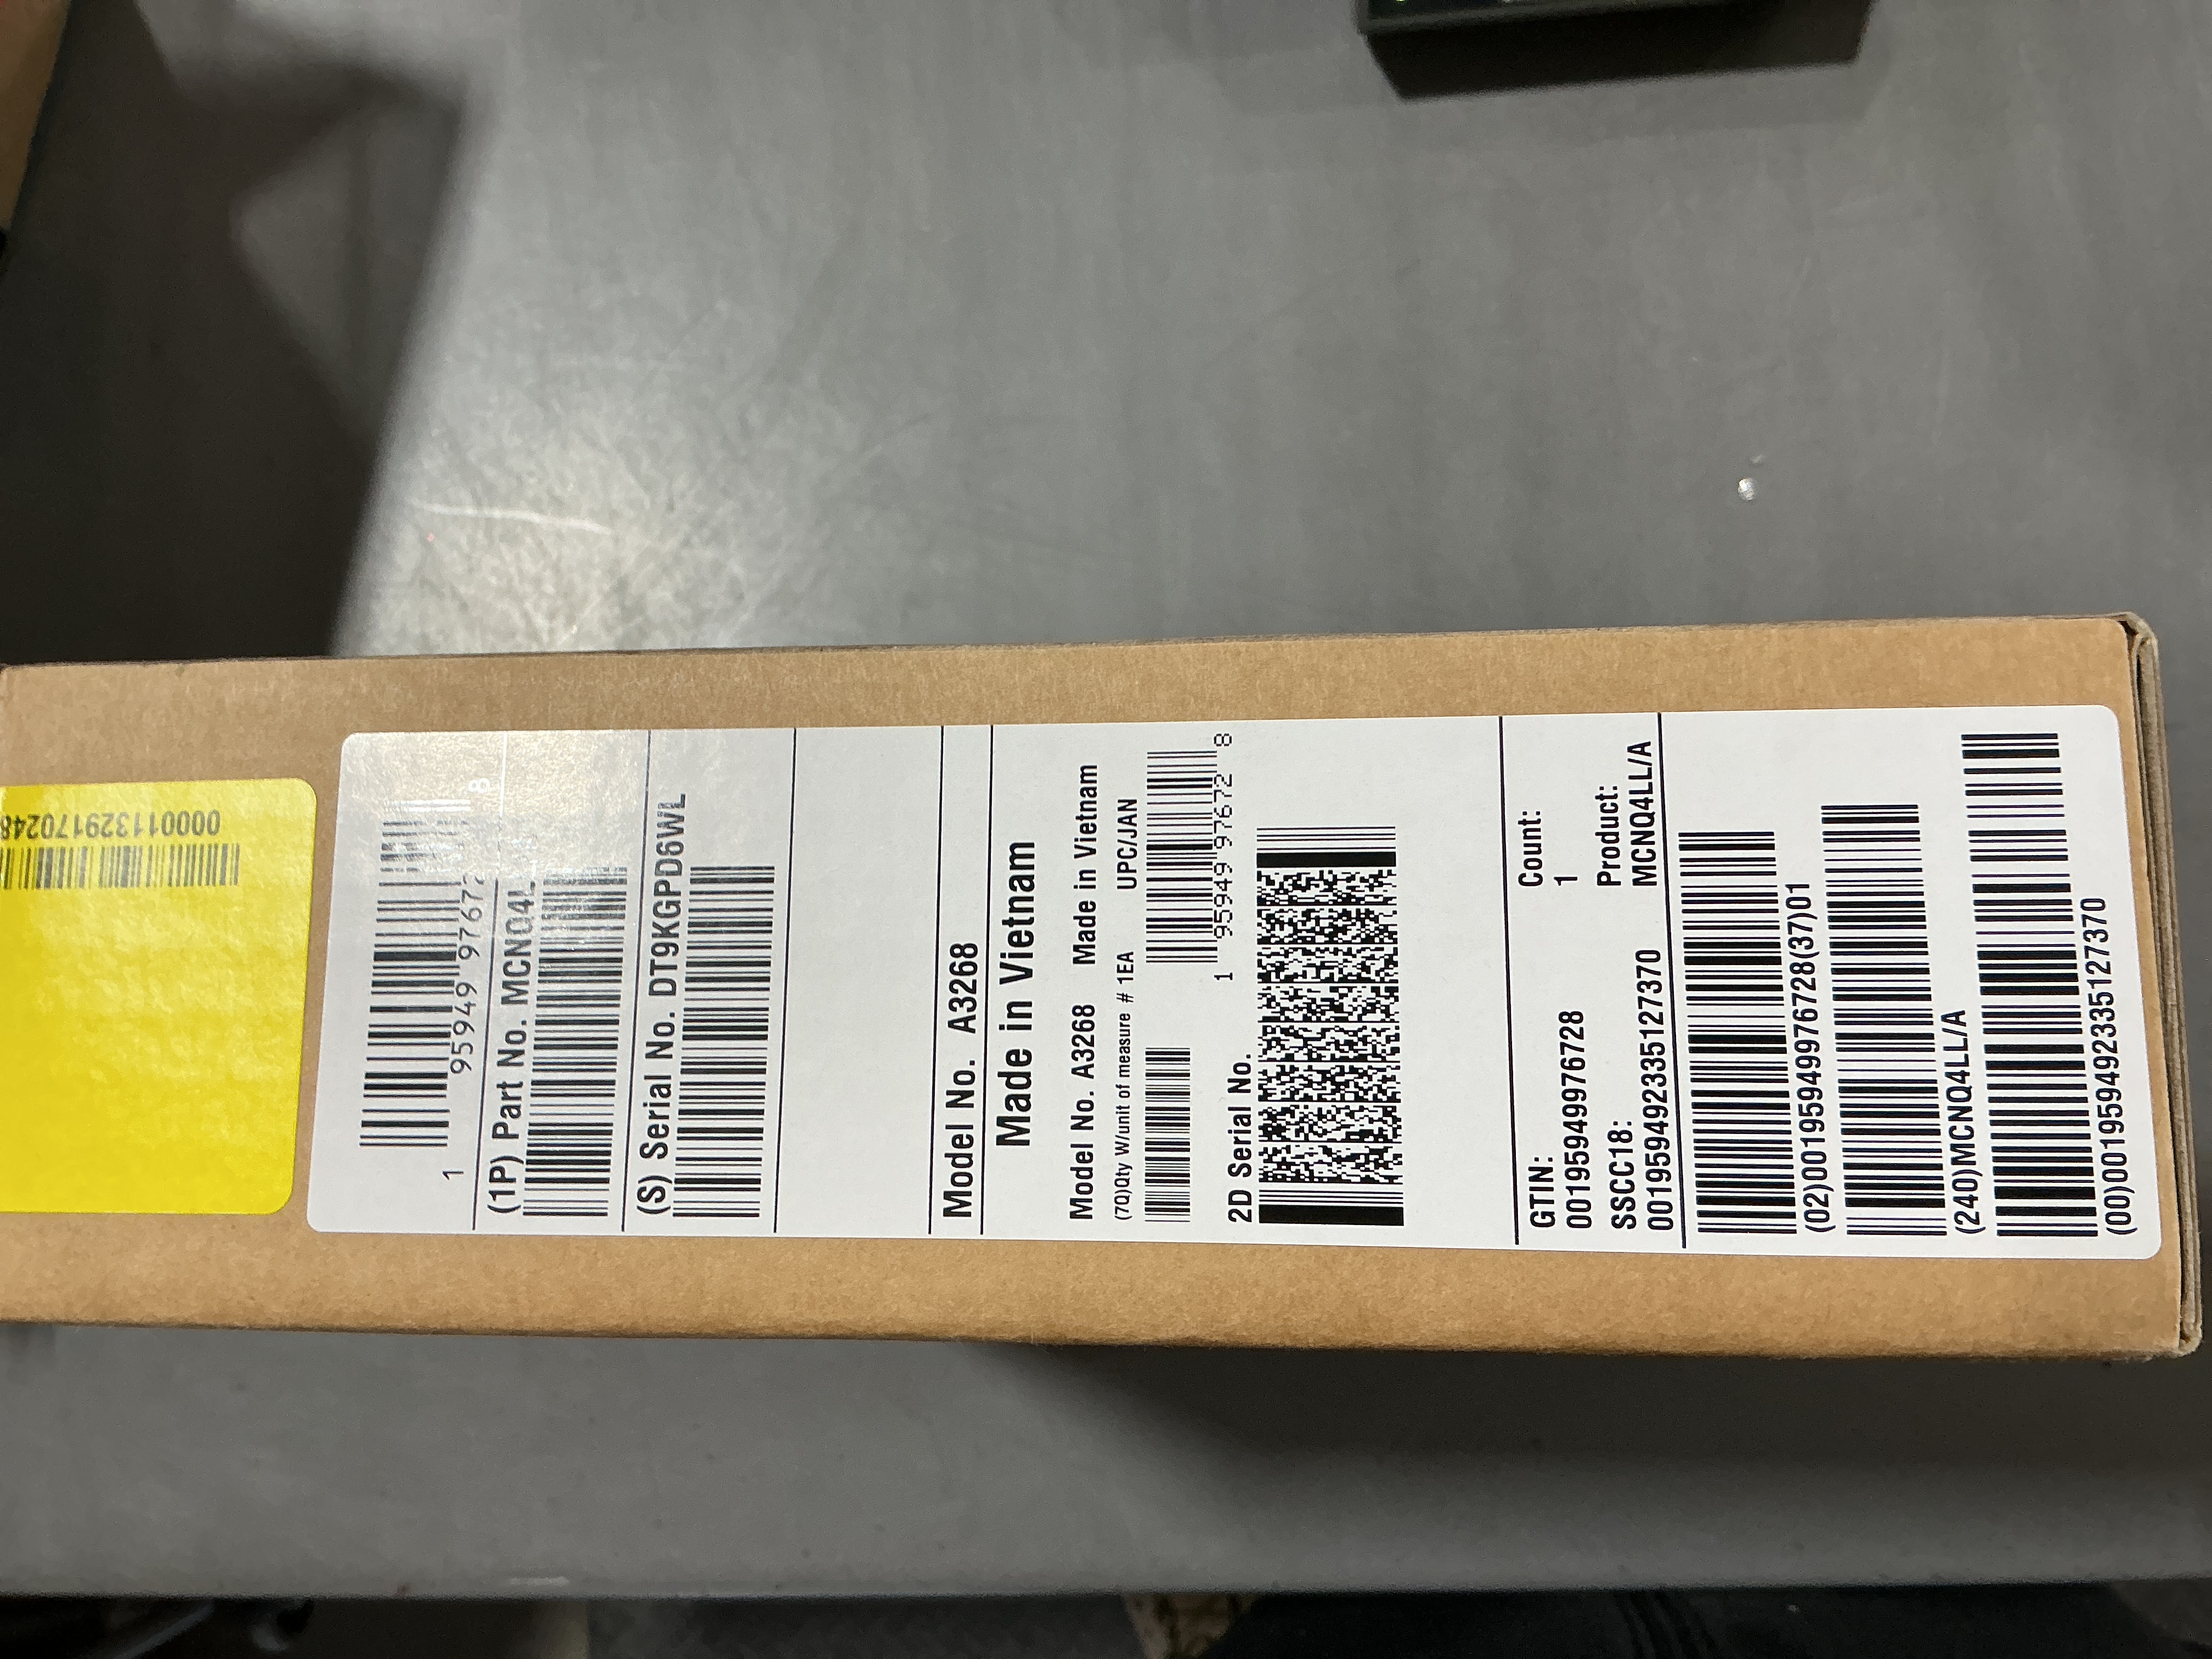 000011329170248
1 95949 97672 8
(1P) Part No. MCNQ4L
(S) Serial No. DT9KGPD6WL
Model No. A3268
Made in Vietnam
Model No. A3268 Made in Vietnam
(7Q)Qty W/unit of measure # 1EA UPC/JAN
1 95949 97672 8
2D Serial No.
GTIN: Count:
00195949976728 1
SSCC18: Product:
001959492335127370 MCNQ4LL/A
(02)00195949976728(37)01
(240)MCNQ4LL/A
(00)001959492335127370